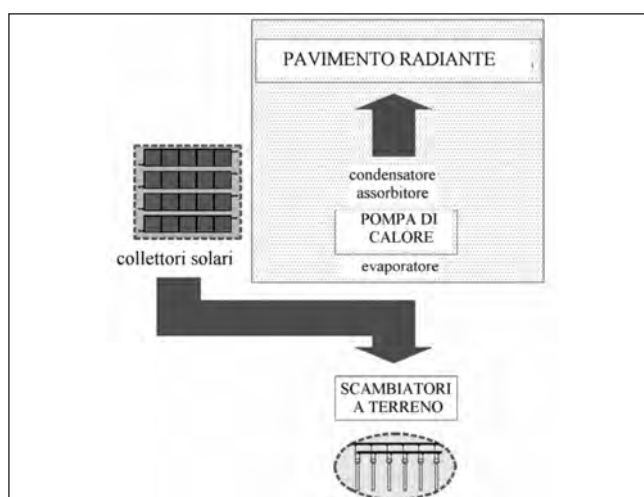 PAVIMENTO RADIANTE
condensatore
assorbitore
POMPA DI
CALORE
evaporatore
collettori solari
SCAMBIATORI
A TERRENO